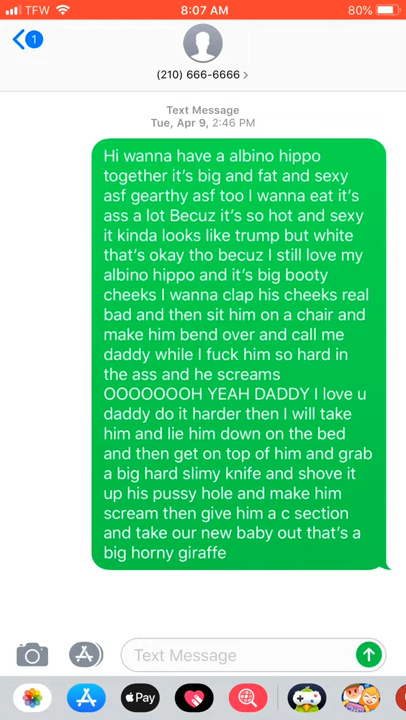 TFW
8:07 AM
80%
1
(210) 666-6666 >
Text Message
Tue, Apr 9, 2:46 PM
Hi wanna have a albino hippo
together it's big and fat and sexy
asf gearthy asf too I wanna eat it's
ass a lot Becuz it's so hot and sexy
it kinda looks like trump but white
that's okay tho becuz I still love my
albino hippo and it's big booty
cheeks I wanna clap his cheeks real
bad and then sit him on a chair and
make him bend over and call me
daddy while I fuck him so hard in
the ass and he screams
OOOOOOOH YEAH DADDY I love u
daddy do it harder then I will take
him and lie him down on the bed
and then get on top of him and grab
a big hard slimy knife and shove it
up his pussy hole and make him
scream then give him a c section
and take our new baby out that's a
big horny giraffe
Text Message
Pay